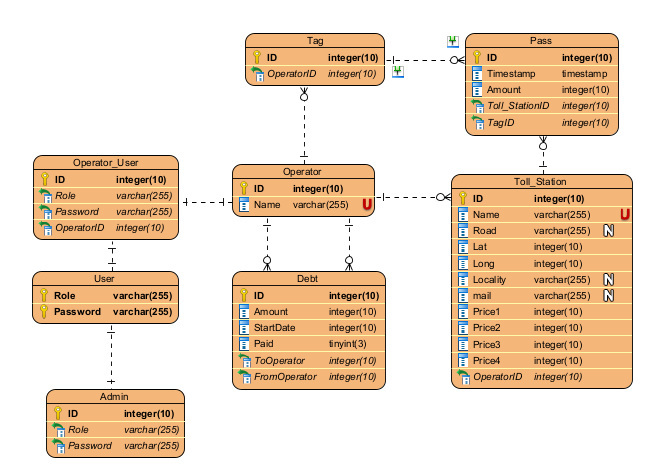 Tag
ID integer(10)
OperatorID integer(10)
Pass
ID integer(10)
Timestamp timestamp
Amount integer(10)
Toll_StationID integer(10)
TagID integer(10)
Operator_User
ID integer(10)
Role varchar(255)
Password varchar(255)
OperatorID integer(10)
Operator
ID integer(10)
Name varchar(255) U
Toll_Station
ID integer(10)
Name varchar(255) U
Road varchar(255) N
Lat integer(10)
Long integer(10)
Locality varchar(255) N
mail varchar(255) N
Price1 integer(10)
Price2 integer(10)
Price3 integer(10)
Price4 integer(10)
OperatorID integer(10)
User
Role varchar(255)
Password varchar(255)
Debt
ID integer(10)
Amount integer(10)
StartDate integer(10)
Paid tinyint(3)
ToOperator integer(10)
FromOperator integer(10)
Admin
ID integer(10)
Role varchar(255)
Password varchar(255)